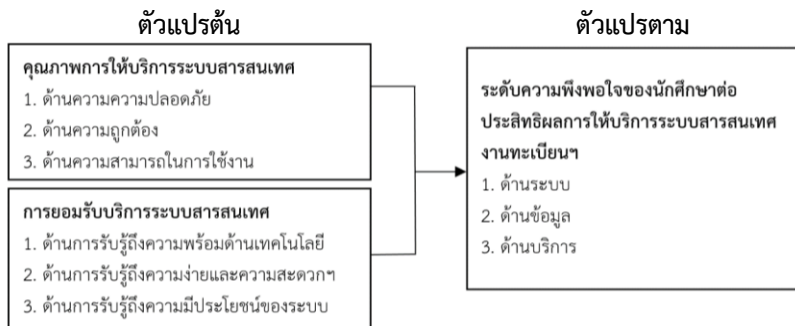 ตัวแปรต้น
คุณภาพการให้บริการระบบสารสนเทศ
1. ด้านความความปลอดภัย
2. ด้านความถูกต้อง
3. ด้านความสามารถในการใช้งาน
การยอมรับบริการระบบสารสนเทศ
1. ด้านการรับรู้ถึงความพร้อมด้านเทคโนโลยี
2. ด้านการรับรู้ถึงความง่ายและความสะดวกฯ
3. ด้านการรับรู้ถึงความมีประโยชน์ของระบบ
ตัวแปรตาม
ระดับความพึงพอใจของนักศึกษาต่อ
ประสิทธิผลการให้บริการระบบสารสนเทศ
งานทะเบียนฯ
1. ด้านระบบ
2. ด้านข้อมูล
3. ด้านบริการ